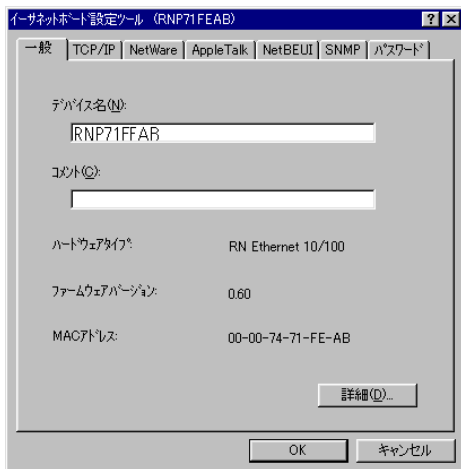 イーサネットボード設定ツール (RNP71FEAB)
一般 TCP/IP NetWare AppleTalk NetBEUI SNMP パスワード
デバイス名(N):
RNP71FEAB
コメント(C):
ハードウェアタイプ: RN Ethernet 10/100
ファームウェアバージョン: 0.60
MACアドレス: 00-00-74-71-FE-AB
詳細(D)...
OK キャンセル